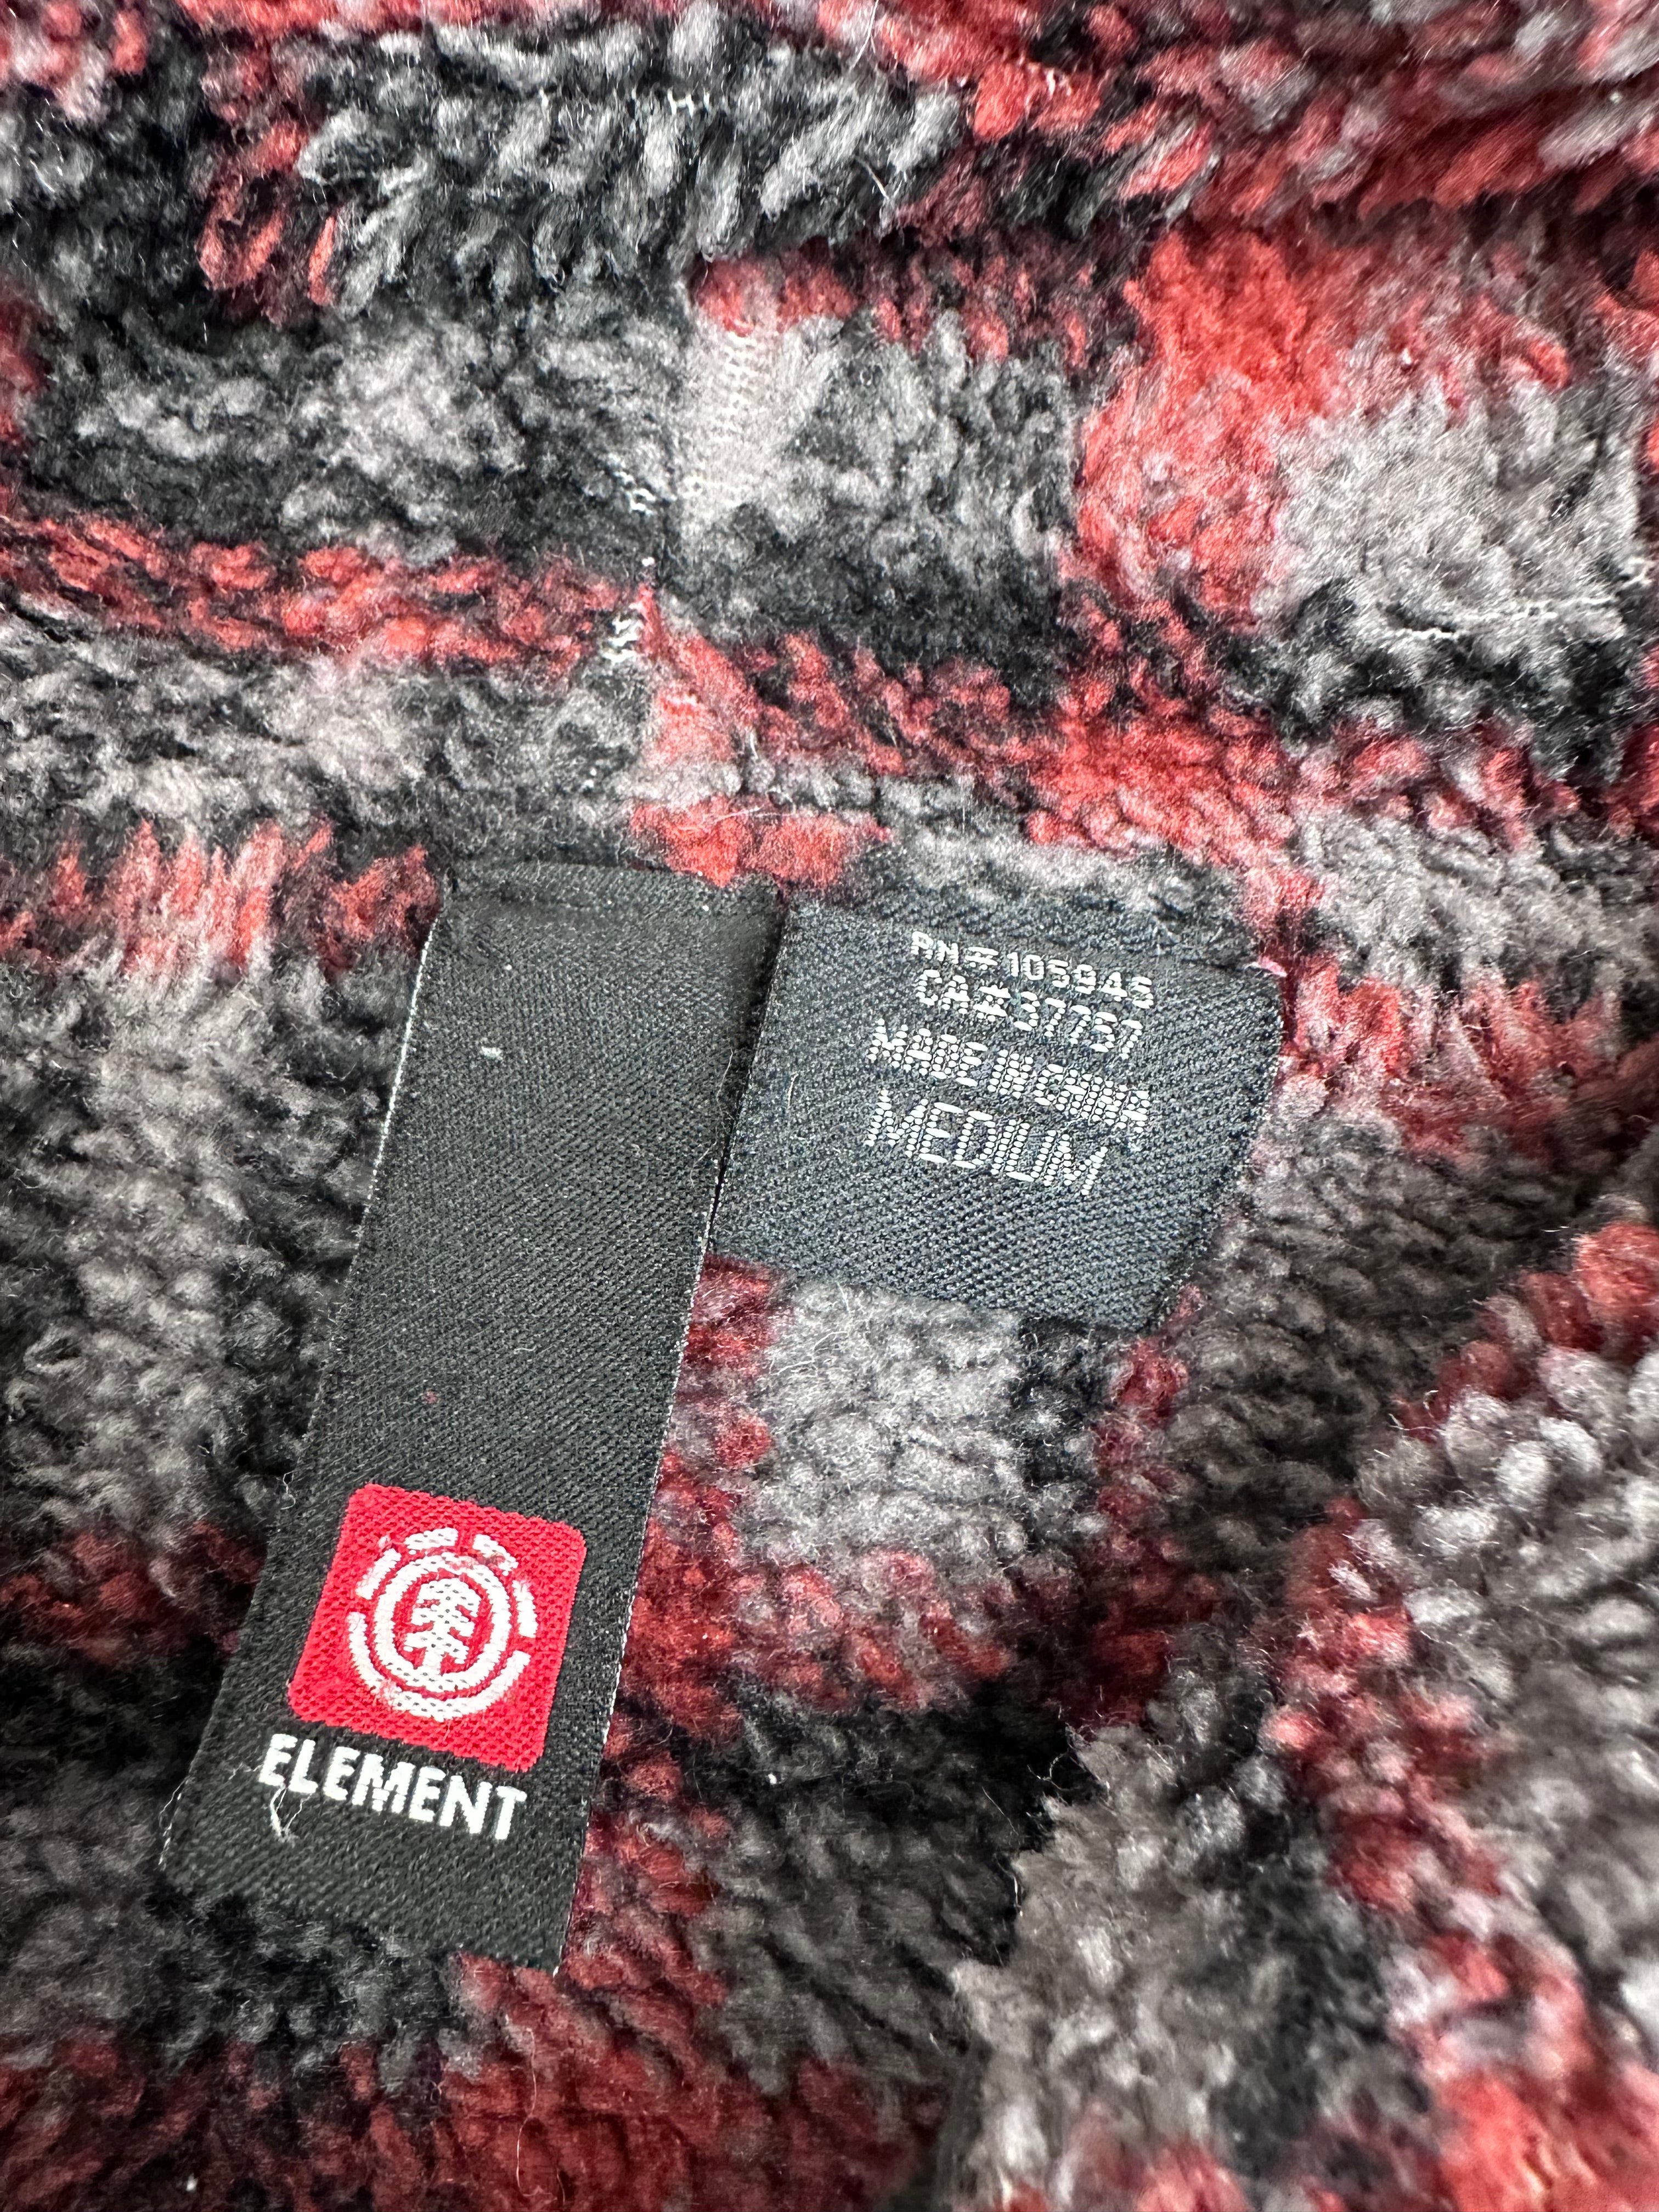 RN#105945
CA#37757
MADE IN CHINA
MEDIUM
ELEMENT